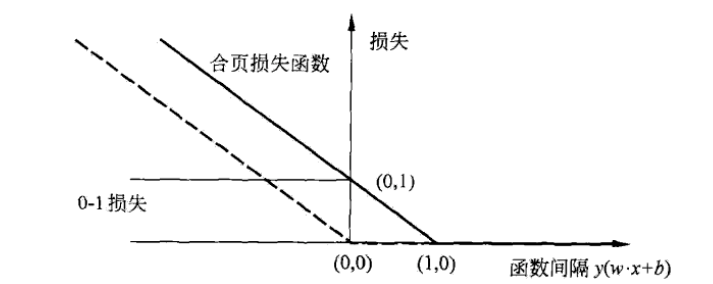 损失
合页损失函数
(0,1)
0-1 损失
(0,0)
(1,0)
函数间隔 y(w·x+b)